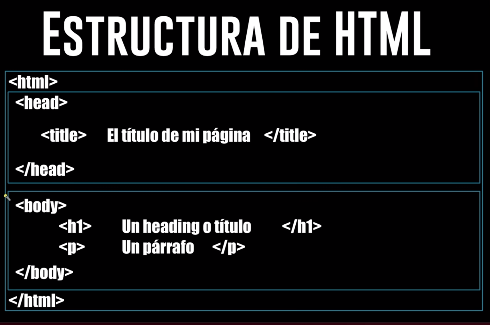 ESTRUCTURA DE HTML
<html>
<head>
<title> El título de mi página </title>
</head>
<body>
<h1> Un heading o título </h1>
<p> Un párrafo </p>
</body>
</html>